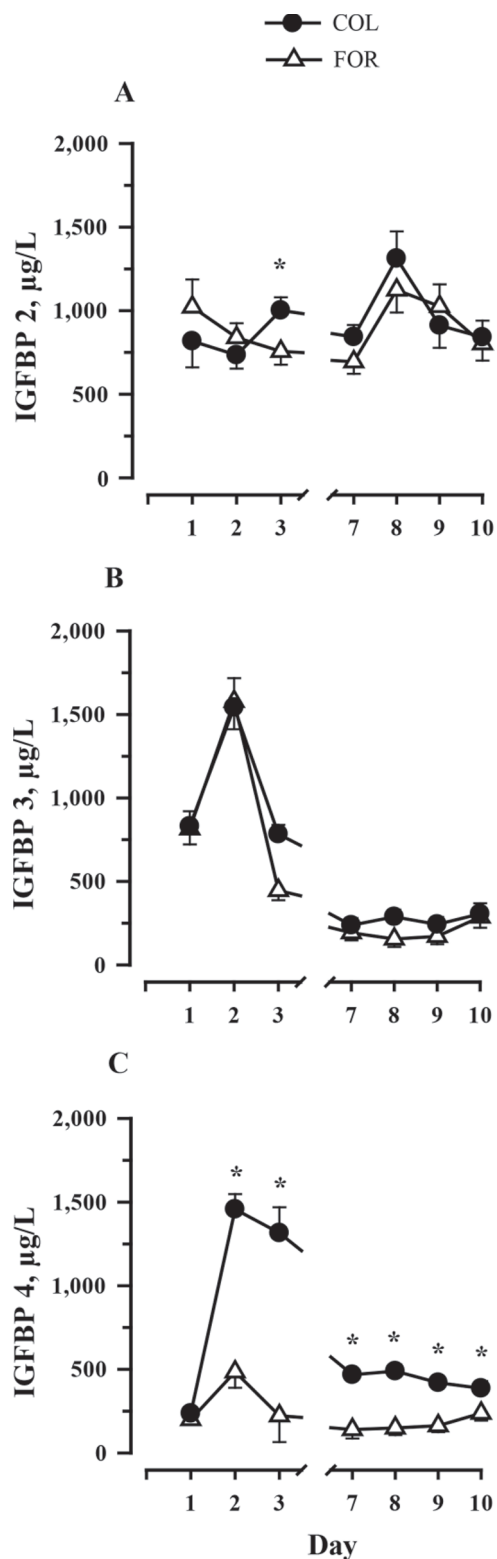 COL
FOR
A
2,000
1,500
1,000
500
0
IGFBP 2, µg/L
*
1 2 3 7 8 9 10
B
2,000
1,500
1,000
500
0
IGFBP 3, µg/L
1 2 3 7 8 9 10
C
2,000
1,500
1,000
500
0
IGFBP 4, µg/L
* *
* * * *
1 2 3 7 8 9 10
Day